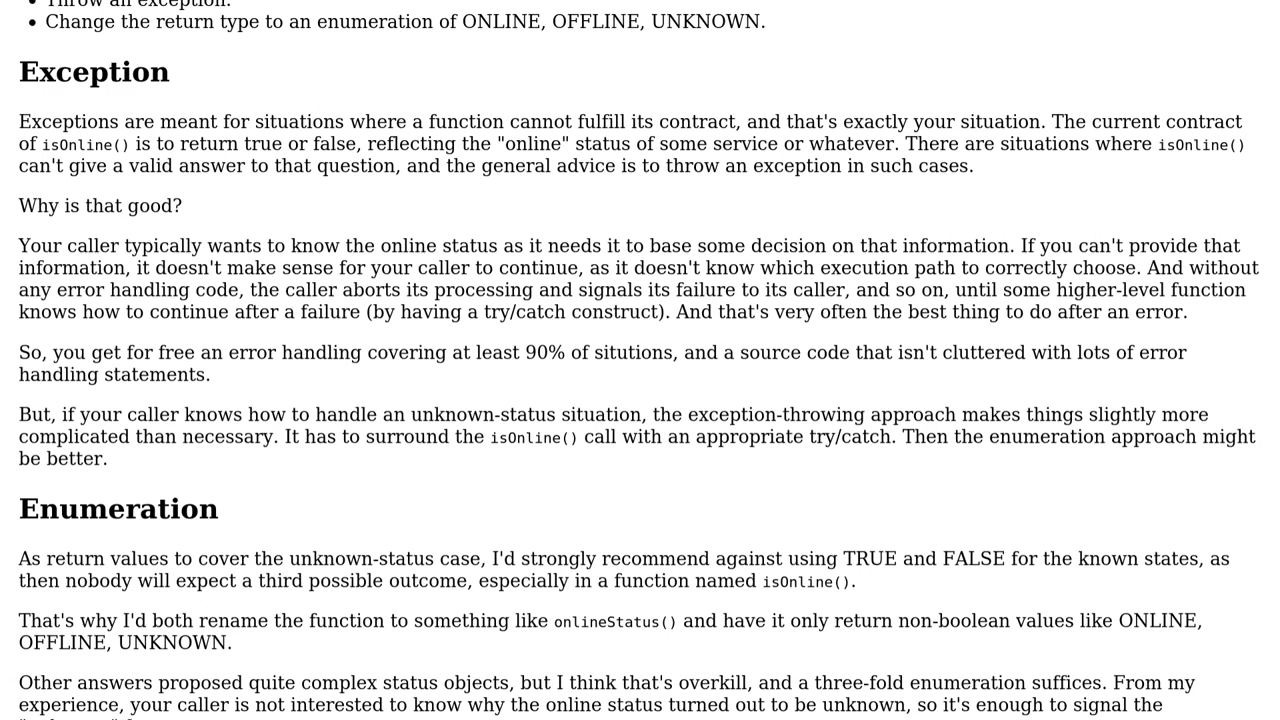 Throw an exception.
Change the return type to an enumeration of ONLINE, OFFLINE, UNKNOWN.
Exception
Exceptions are meant for situations where a function cannot fulfill its contract, and that's exactly your situation. The current contract
of isOnline() is to return true or false, reflecting the "online" status of some service or whatever. There are situations where isOnline()
can't give a valid answer to that question, and the general advice is to throw an exception in such cases.
Why is that good?
Your caller typically wants to know the online status as it needs it to base some decision on that information. If you can't provide that
information, it doesn't make sense for your caller to continue, as it doesn't know which execution path to correctly choose. And without
any error handling code, the caller aborts its processing and signals its failure to its caller, and so on, until some higher-level function
knows how to continue after a failure (by having a try/catch construct). And that's very often the best thing to do after an error.
So, you get for free an error handling covering at least 90% of situtions, and a source code that isn't cluttered with lots of error
handling statements.
But, if your caller knows how to handle an unknown-status situation, the exception-throwing approach makes things slightly more
complicated than necessary. It has to surround the isOnline() call with an appropriate try/catch. Then the enumeration approach might
be better.
Enumeration
As return values to cover the unknown-status case, I'd strongly recommend against using TRUE and FALSE for the known states, as
then nobody will expect a third possible outcome, especially in a function named isOnline().
That's why I'd both rename the function to something like onlineStatus() and have it only return non-boolean values like ONLINE,
OFFLINE, UNKNOWN.
Other answers proposed quite complex status objects, but I think that's overkill, and a three-fold enumeration suffices. From my
experience, your caller is not interested to know why the online status turned out to be unknown, so it's enough to signal the